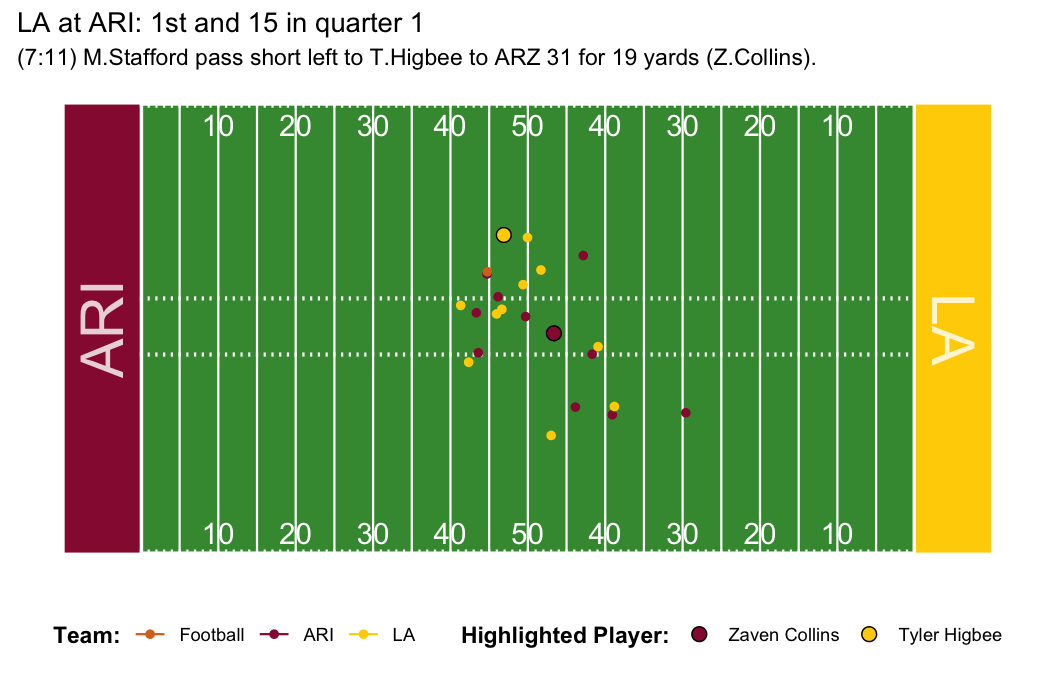 LA at ARI: 1st and 15 in quarter 1
(7:11) M.Stafford pass short left to T.Higbee to ARZ 31 for 19 yards (Z.Collins).
10 20 30 40 50 40 30 20 10
ARI
LA
10 20 30 40 50 40 30 20 10
Team: Football ARI LA Highlighted Player: Zaven Collins Tyler Higbee